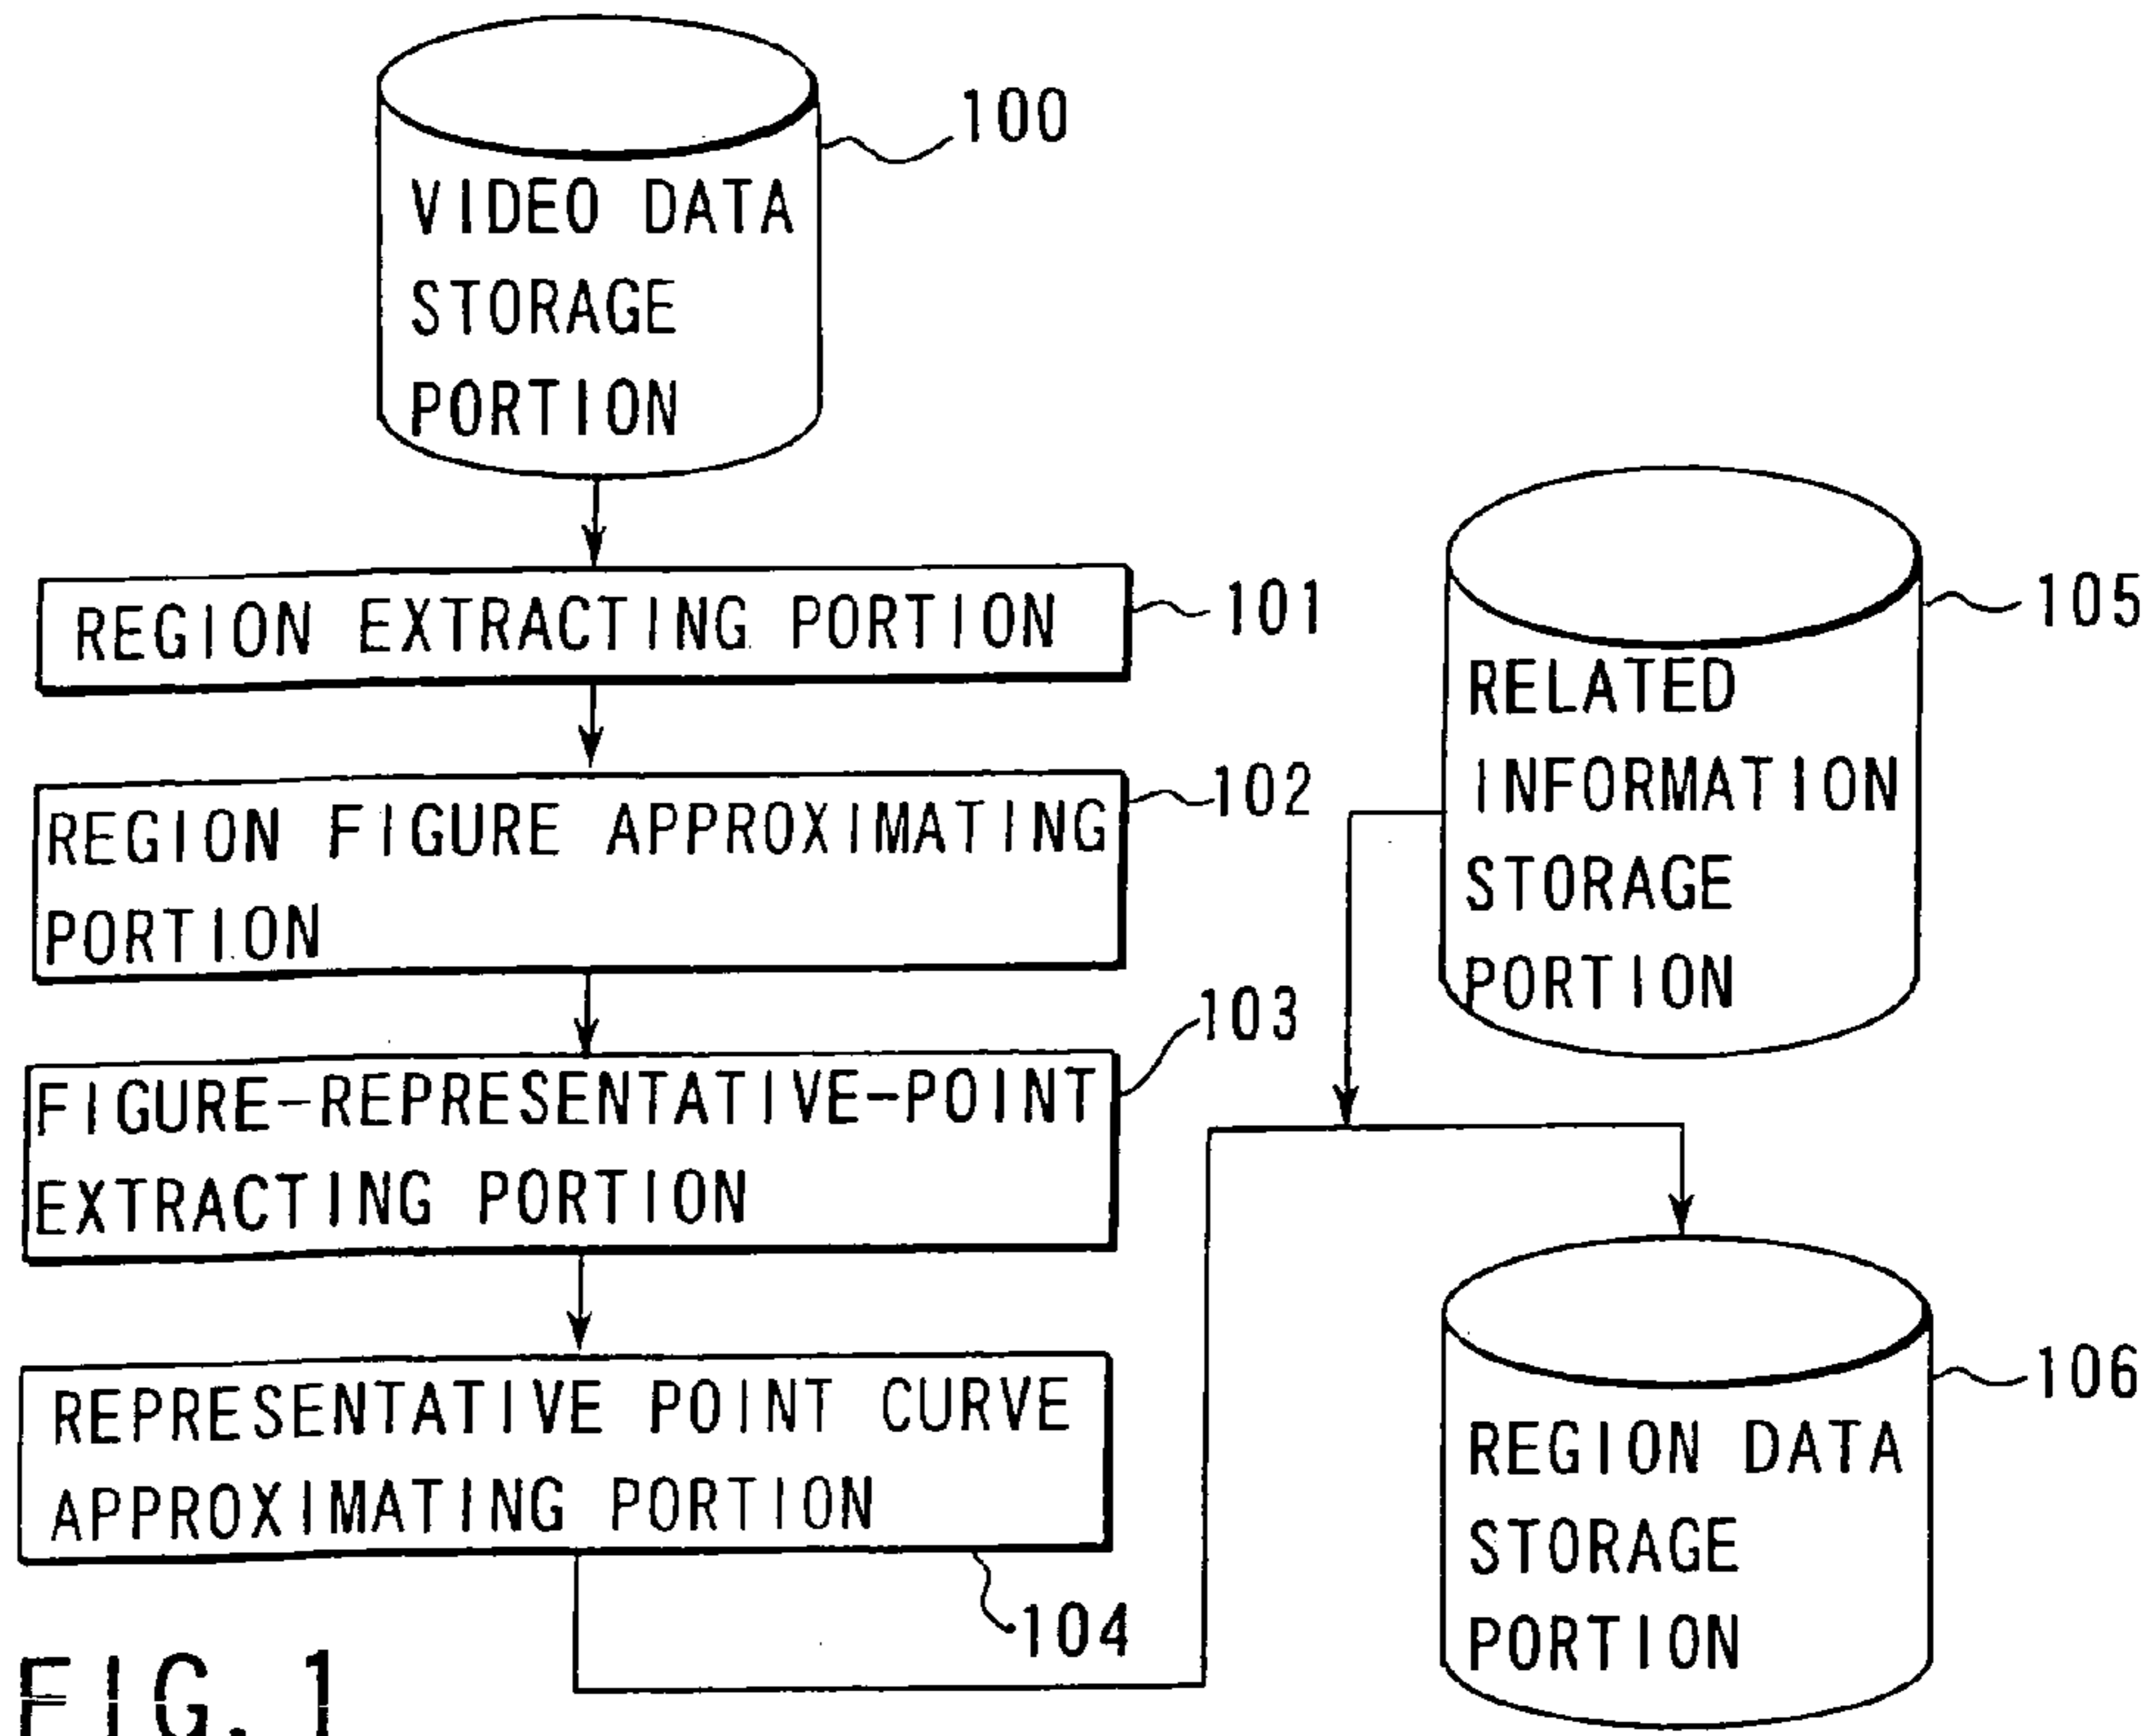 100
VIDEO DATA
STORAGE
PORTION
REGION EXTRACTING PORTION
101
REGION FIGURE APPROXIMATING
PORTION
102
FIGURE-REPRESENTATIVE-POINT
EXTRACTING PORTION
103
REPRESENTATIVE POINT CURVE
APPROXIMATING PORTION
104
RELATED
INFORMATION
STORAGE
PORTION
105
REGION DATA
STORAGE
PORTION
106
FIG. 1